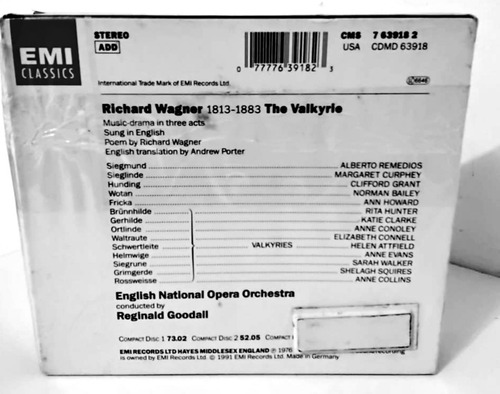 EMI
CLASSICS
STEREO
ADD
CMS 7 63918 2
USA CDMD 63918
0 77776 39182 3
International Trade Mark of EMI Records Ltd.
Richard Wagner 1813-1883 The Valkyrie
Music-drama in three acts
Sung in English
Poem by Richard Wagner
English translation by Andrew Porter
Siegmund ALBERTO REMEDIOS
Sieglinde MARGARET CURPHEY
Hunding CLIFFORD GRANT
Wotan NORMAN BAILEY
Fricka ANN HOWARD
Brünnhilde RITA HUNTER
Gerhilde KATIE CLARKE
Ortlinde ANNE CONOLEY
Waltraute ELIZABETH CONNELL
Schwertleite VALKYRIES HELEN ATTFIELD
Helmwige ANNE EVANS
Siegrune SARAH WALKER
Grimgerde SHELAGH SQUIRES
Rossweisse ANNE COLLINS
English National Opera Orchestra
conducted by
Reginald Goodall
COMPACT DISC 1 73.02 COMPACT DISC 2 52.05 COMPACT
EMI RECORDS LTD HAYES MIDDLESEX ENGLAND ℗ 1976 recording
is owned by EMI Records Ltd. © 1991 EMI Records Ltd. Made in Germany